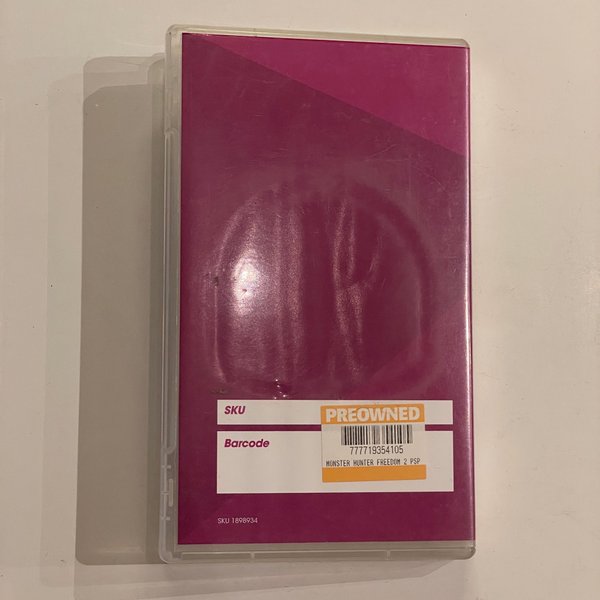 SKU
PREOWNED
Barcode
777719354105
MONSTER HUNTER FREEDOM 2 PSP
SKU 1898934